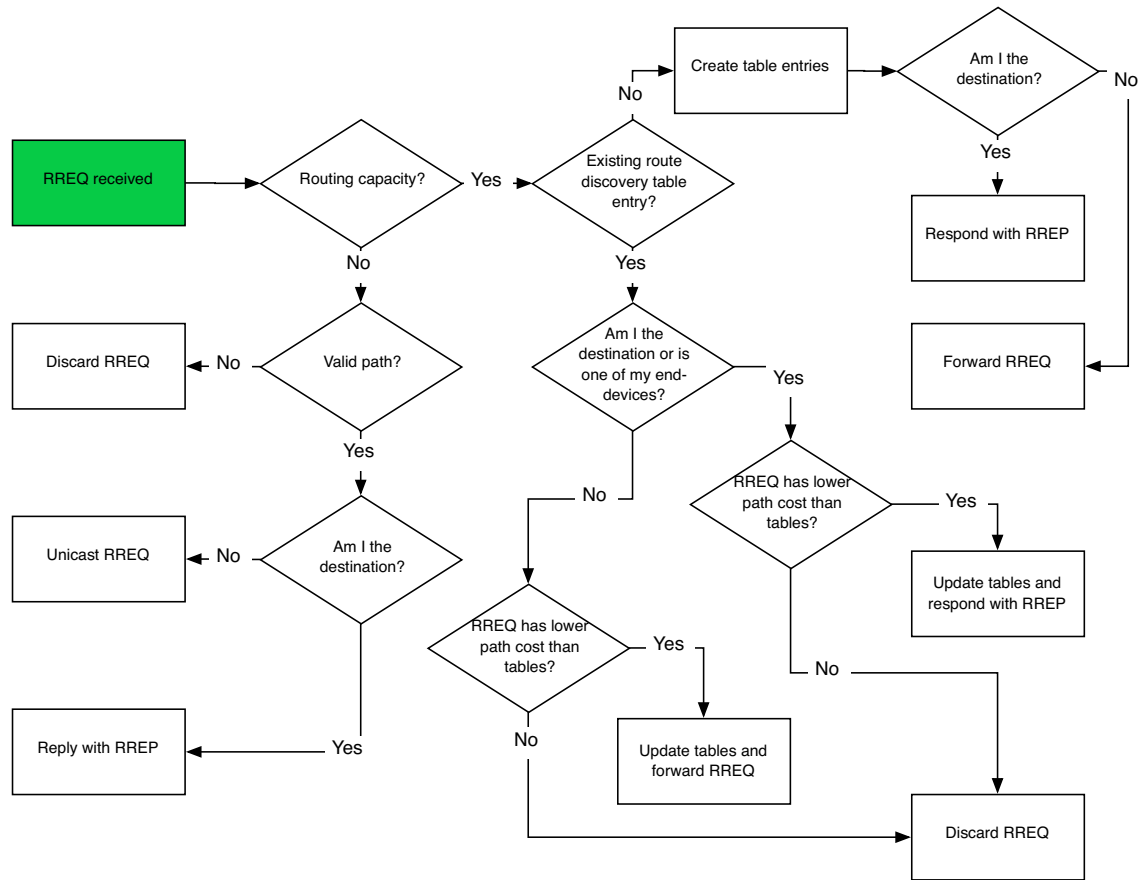 Create table entries
Am I the
destination?
No
No
RREQ received
Routing capacity?
Yes
Existing route
discovery table
entry?
Yes
Respond with RREP
No
Yes
Discard RREQ
No
Valid path?
Am I the
destination or is
one of my end-
devices?
Yes
Forward RREQ
Yes
No
RREQ has lower
path cost than
tables?
Yes
Unicast RREQ
No
Am I the
destination?
Update tables and
respond with RREP
RREQ has lower
path cost than
tables?
Yes
No
Reply with RREP
Yes
No
Update tables and
forward RREQ
Discard RREQ